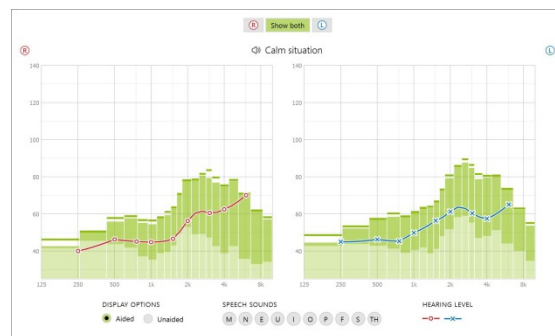 R Show both L
R Calm situation L
140 140
120 120
100 100
80 80
60 60
40 40
125 250 500 1k 2k 4k 8k 125 250 500 1k 2k 4k 8k
DISPLAY OPTIONS SPEECH SOUNDS HEARING LEVEL
Aided Unaided M N E U I O P F S TH